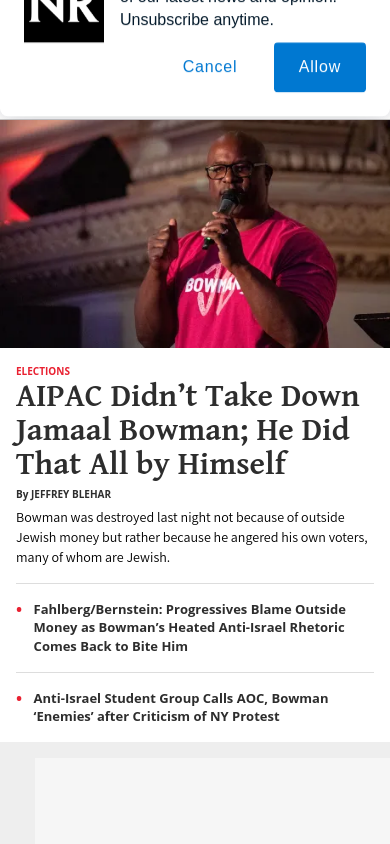 NR
of our latest news and opinion.
Unsubscribe anytime.
Cancel
Allow
BOWMAN
ELECTIONS
AIPAC Didn’t Take Down
Jamaal Bowman; He Did
That All by Himself
By JEFFREY BLEHAR
Bowman was destroyed last night not because of outside
Jewish money but rather because he angered his own voters,
many of whom are Jewish.
• Fahlberg/Bernstein: Progressives Blame Outside
Money as Bowman’s Heated Anti-Israel Rhetoric
Comes Back to Bite Him
• Anti-Israel Student Group Calls AOC, Bowman
‘Enemies’ after Criticism of NY Protest